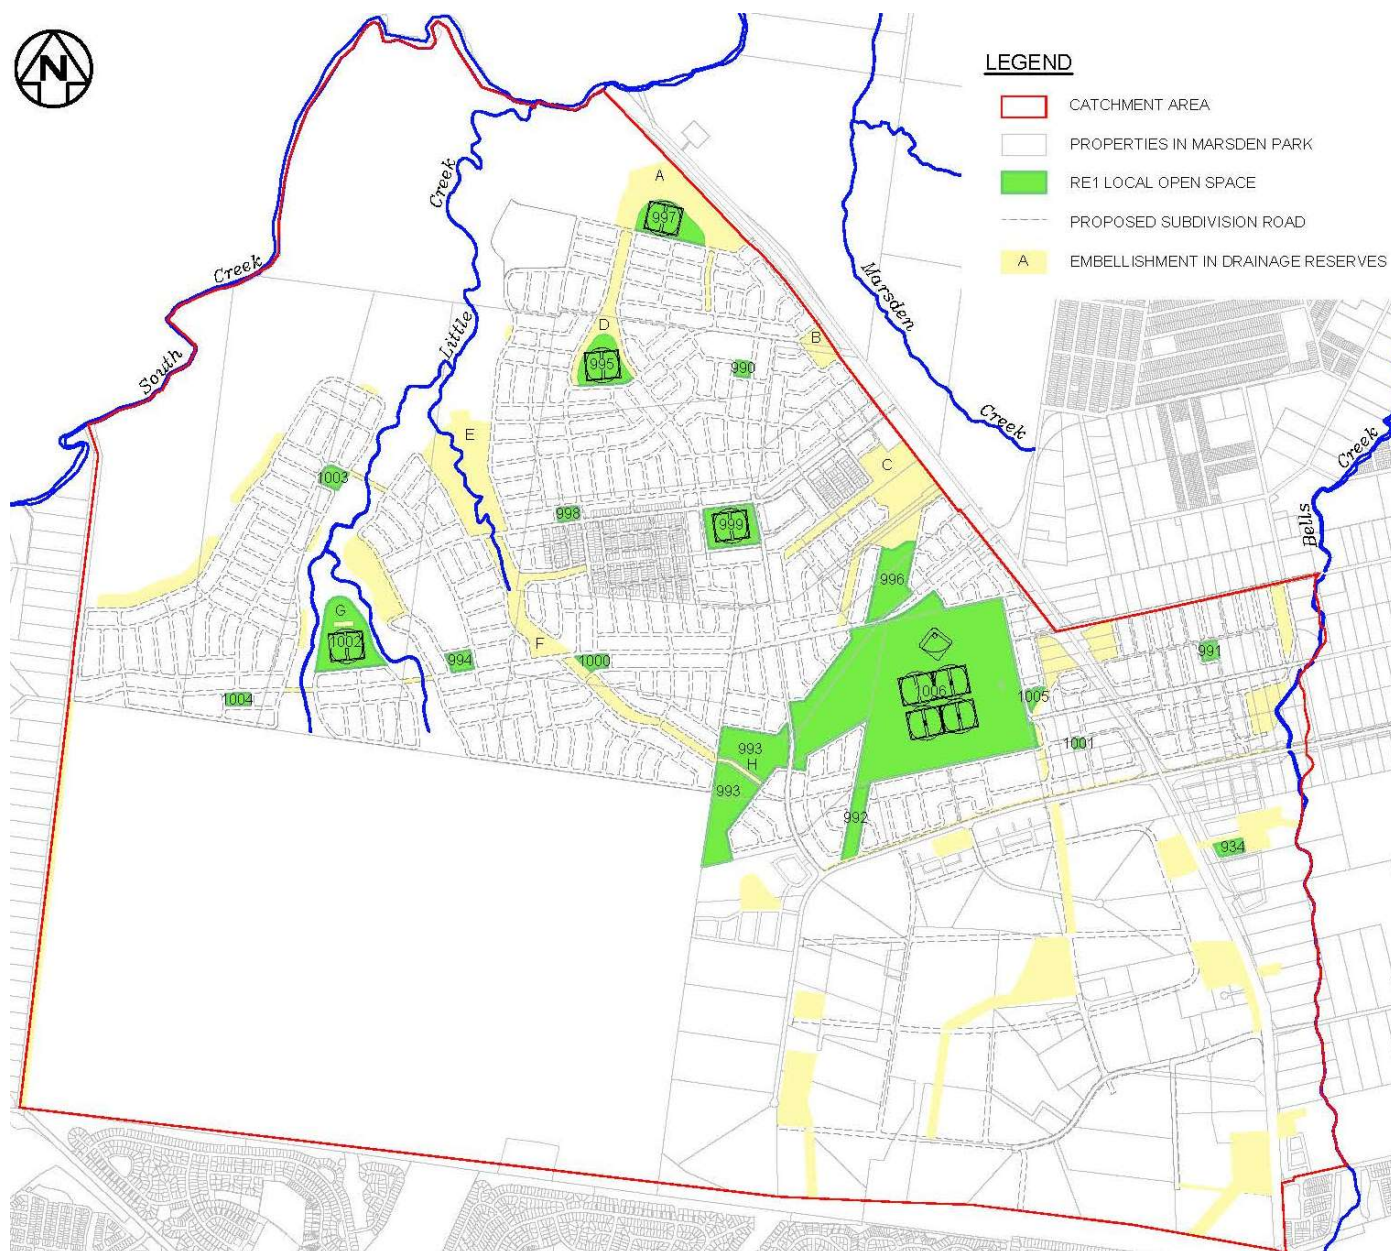 N
LEGEND
CATCHMENT AREA
PROPERTIES IN MARSDEN PARK
RE1 LOCAL OPEN SPACE
PROPOSED SUBDIVISION ROAD
A EMBELLISHMENT IN DRAINAGE RESERVES
South Creek
Little Creek
Marsden Creek
Bells Creek
A
997
D
995
B
990
E
C
1003
998
999
996
G
1002
F
994
1000
991
1004
1006
1005
993
H
993
1001
992
934